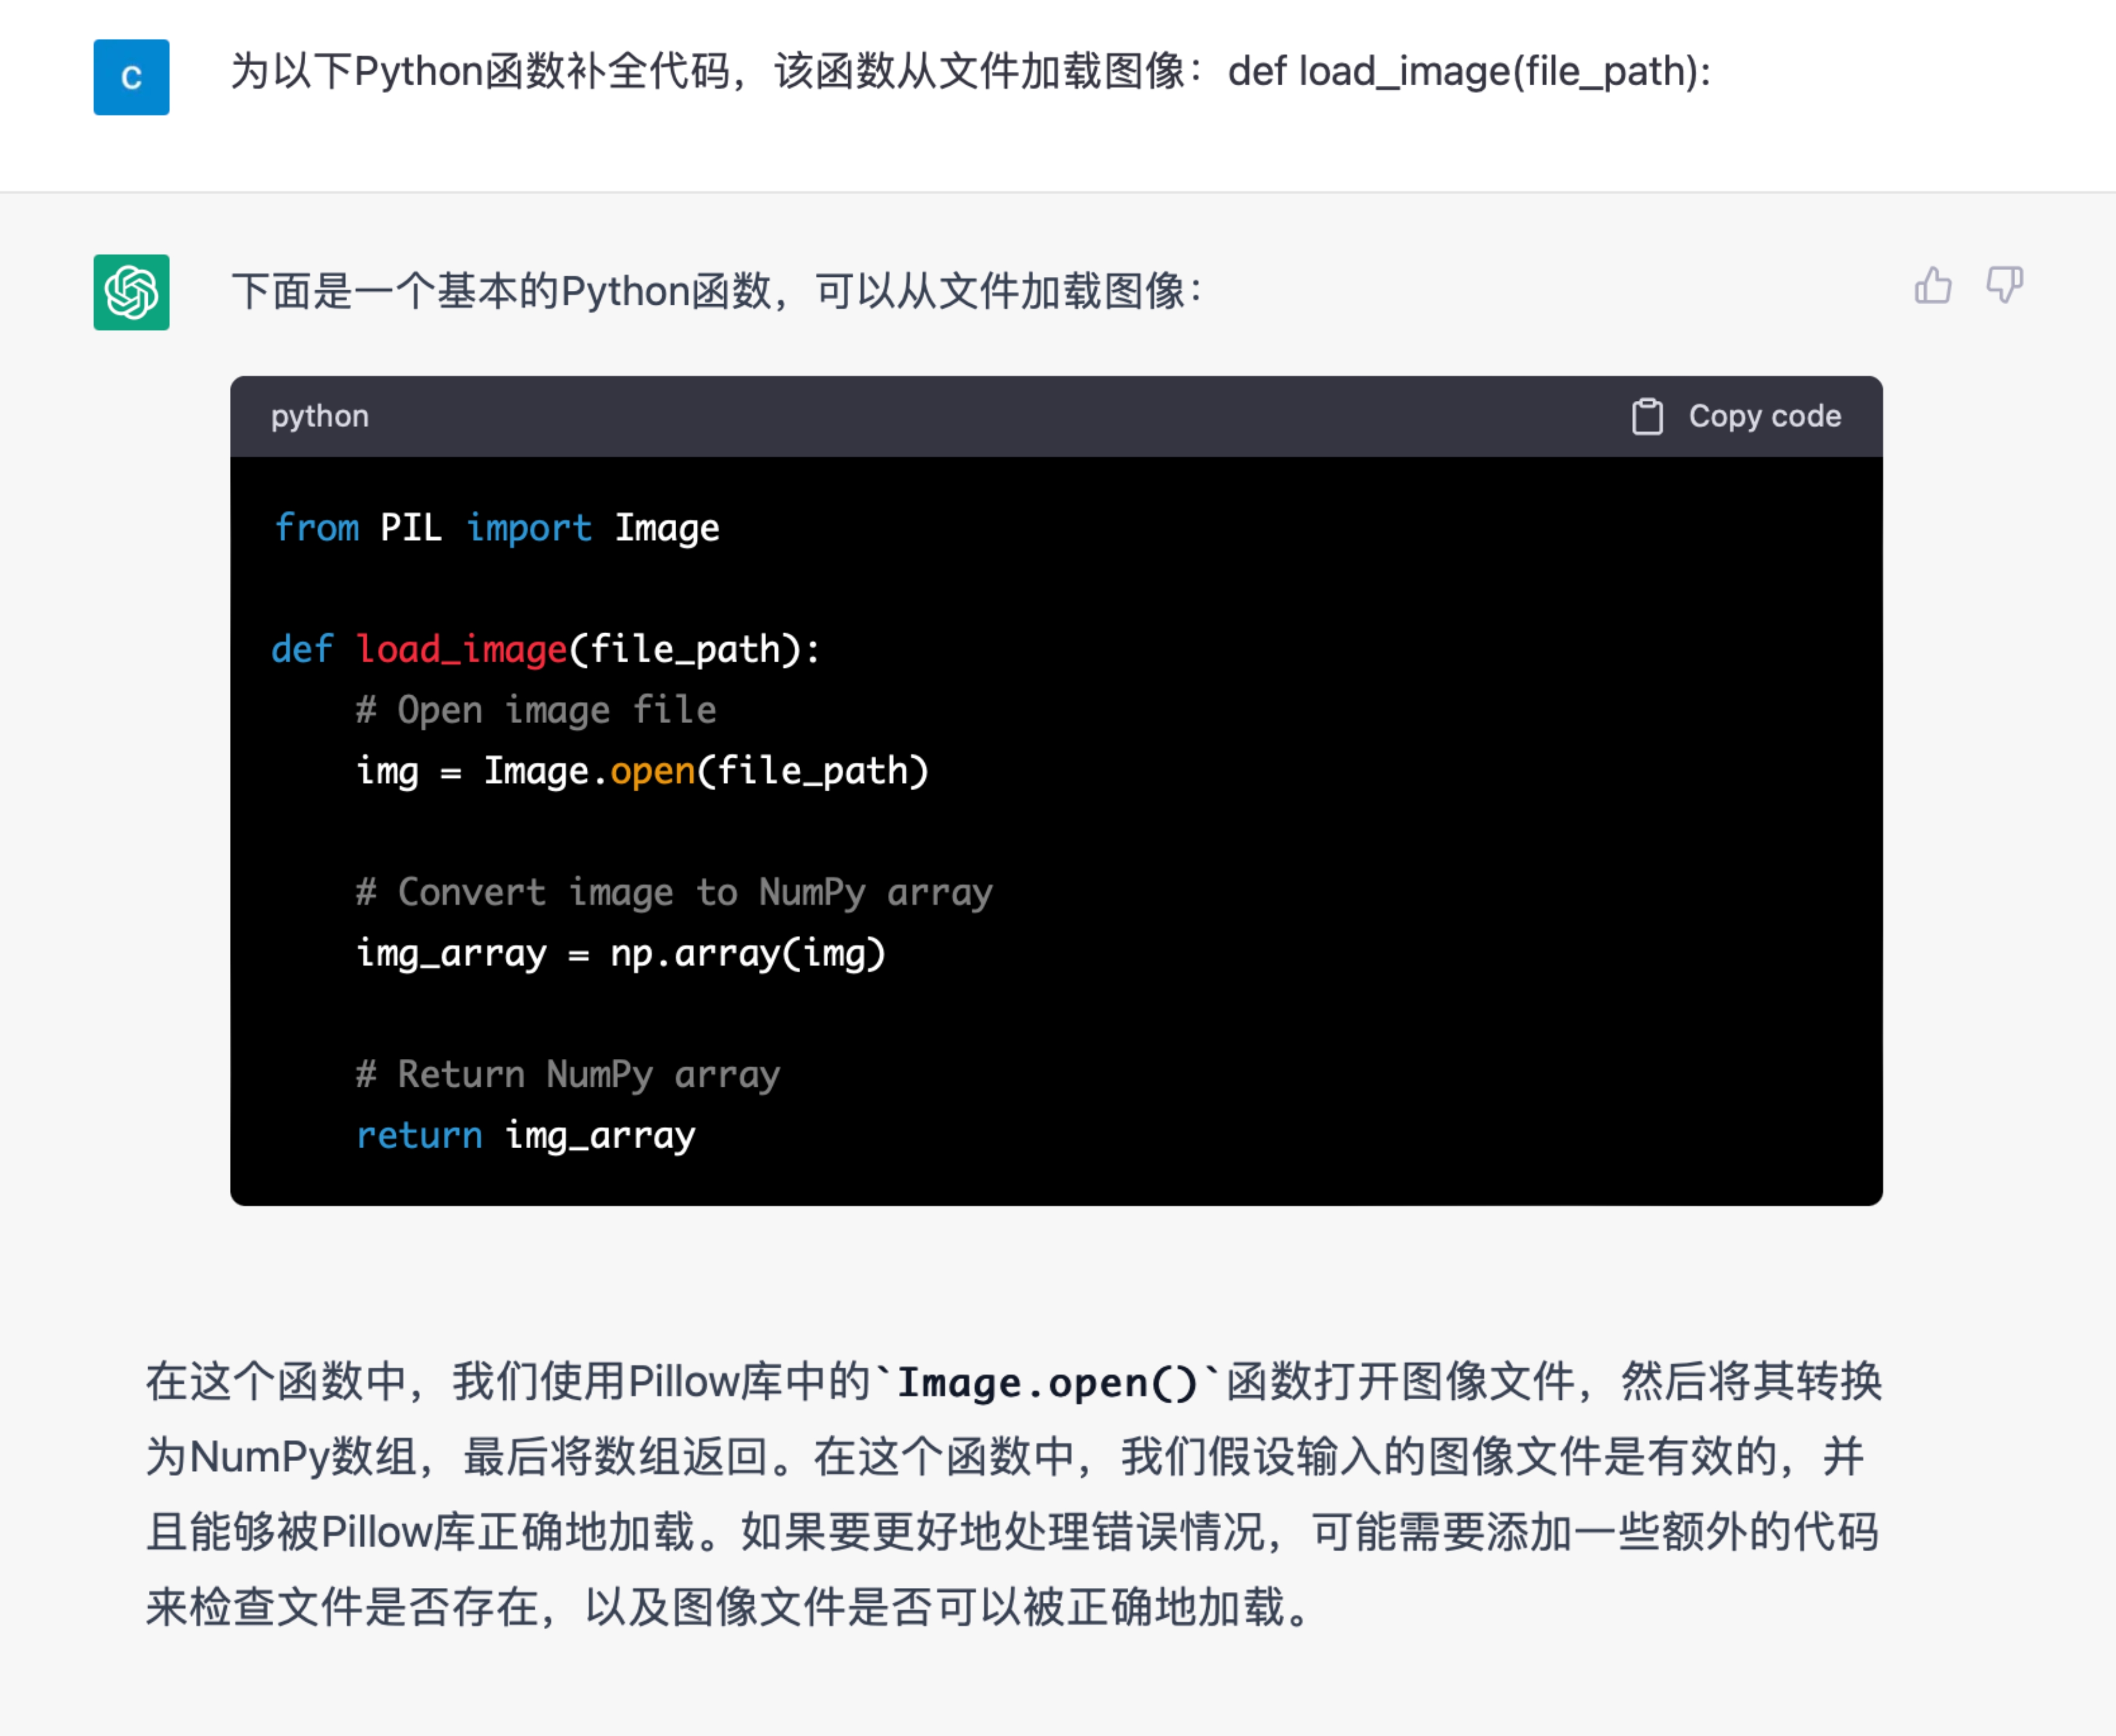 C
为以下Python函数补全代码，该函数从文件加载图像：def load_image(file_path):
下面是一个基本的Python函数，可以从文件加载图像：
python
Copy code
from PIL import Image
def load_image(file_path):
    # Open image file
    img = Image.open(file_path)
    # Convert image to NumPy array
    img_array = np.array(img)
    # Return NumPy array
    return img_array
在这个函数中，我们使用Pillow库中的`Image.open()`函数打开图像文件，然后将其转换
为NumPy数组，最后将数组返回。在这个函数中，我们假设输入的图像文件是有效的，并
且能够被Pillow库正确地加载。如果要更好地处理错误情况，可能需要添加一些额外的代码
来检查文件是否存在，以及图像文件是否可以被正确地加载。